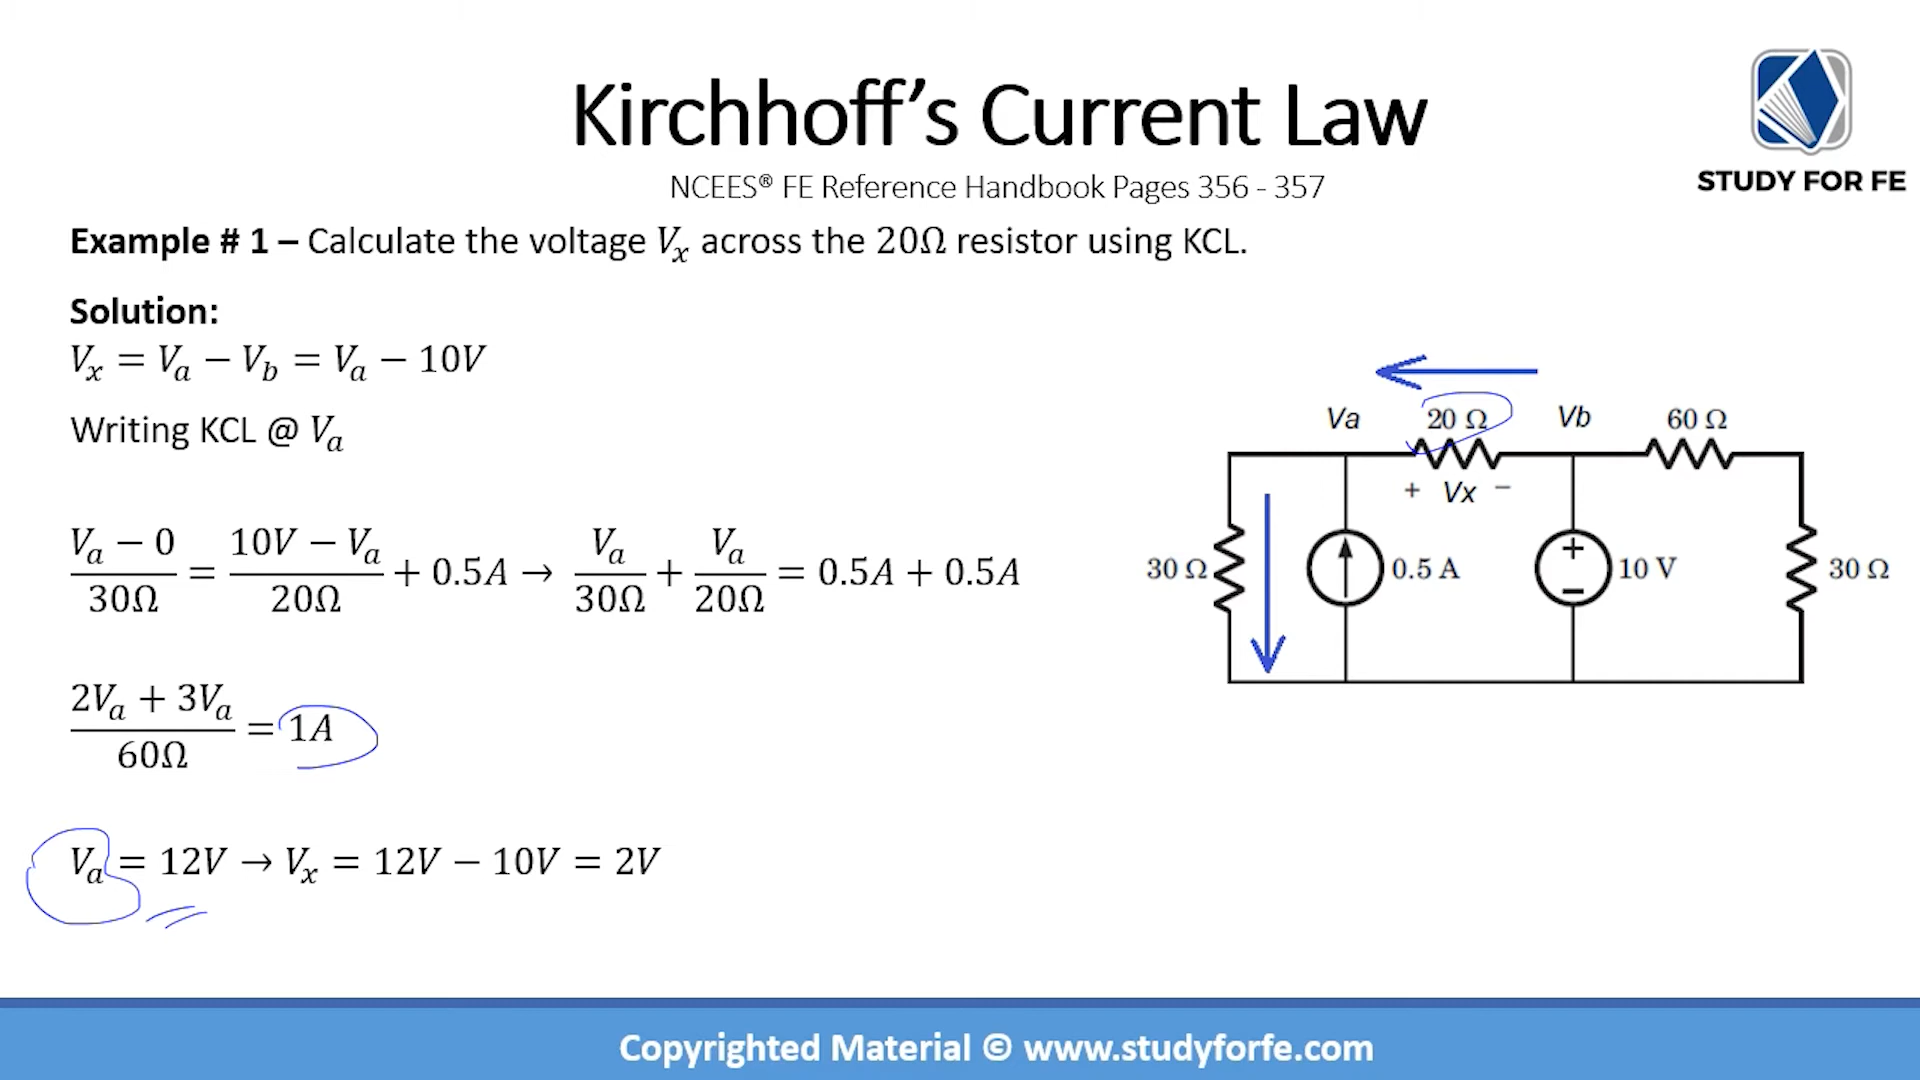 Kirchhoff's Current Law
NCEES® FE Reference Handbook Pages 356 - 357
STUDY FOR FE
Example # 1 – Calculate the voltage Vₓ across the 20Ω resistor using KCL.
Solution:
Vₓ = Vₐ − V_b = Vₐ − 10V
Writing KCL @ Vₐ
(Vₐ − 0)/30Ω = (10V − Vₐ)/20Ω + 0.5A → Vₐ/30Ω + Vₐ/20Ω = 0.5A + 0.5A
(2Vₐ + 3Vₐ)/60Ω = 1A
Vₐ = 12V → Vₓ = 12V − 10V = 2V
Va 20 Ω Vb 60 Ω
+ Vx −
30 Ω 0.5 A + − 10 V 30 Ω
Copyrighted Material © www.studyforfe.com